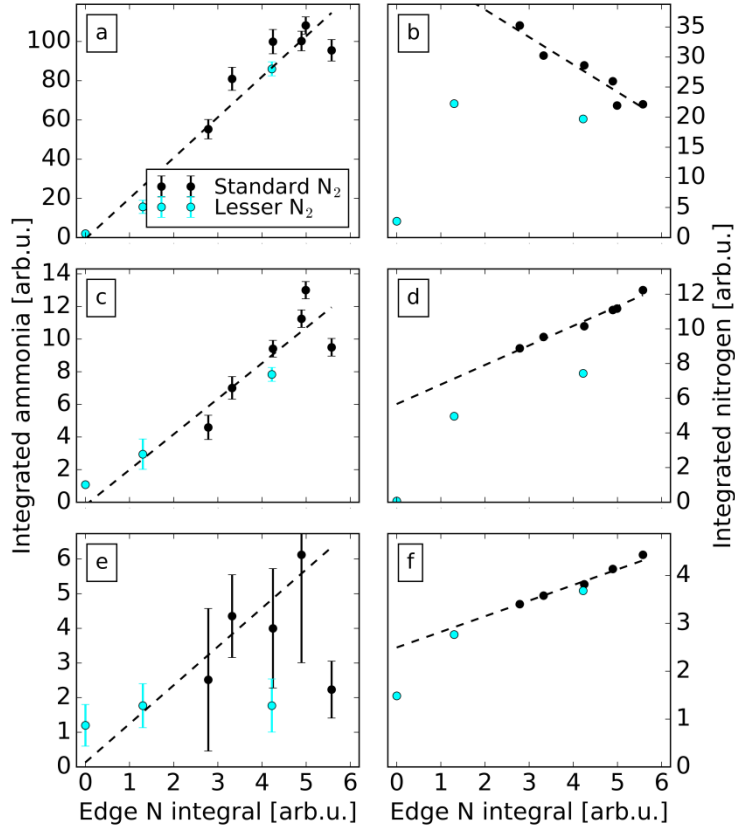 a
100
80
60
40
20
0
Standard N₂
Lesser N₂
b
35
30
25
20
15
10
5
0
c
14
12
10
8
6
4
2
0
d
12
10
8
6
4
2
0
e
6
5
4
3
2
1
0
0 1 2 3 4 5 6
f
4
3
2
1
0
0 1 2 3 4 5 6
Integrated ammonia [arb.u.]
Integrated nitrogen [arb.u.]
Edge N integral [arb.u.]
Edge N integral [arb.u.]